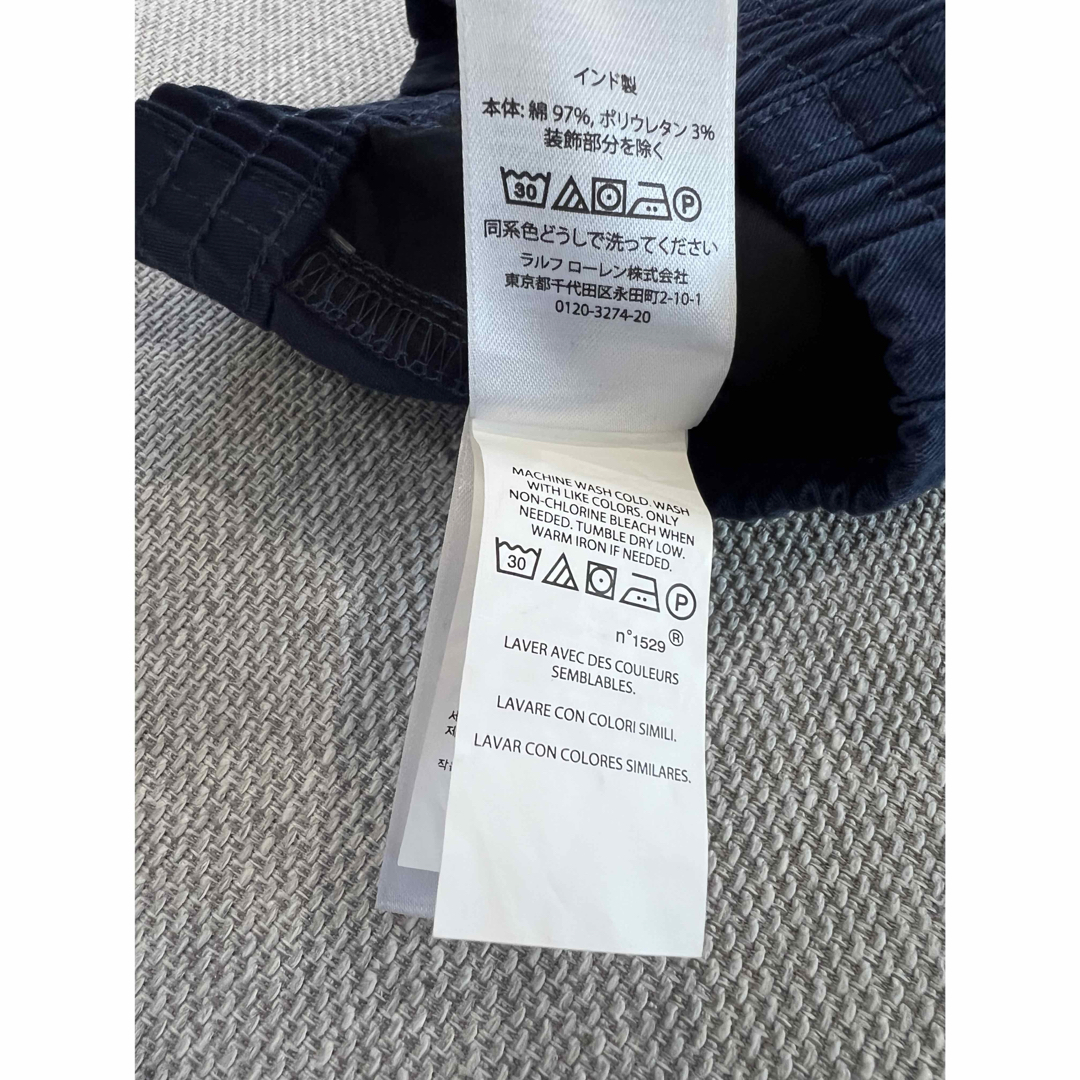 インド製
本体: 綿 97%, ポリウレタン 3%
装飾部分を除く
30 P
同系色どうしで洗ってください
ラルフ ローレン株式会社
東京都千代田区永田町2-10-1
0120-3274-20
MACHINE WASH COLD. WASH
WITH LIKE COLORS. ONLY
NON-CHLORINE BLEACH WHEN
NEEDED. TUMBLE DRY LOW.
WARM IRON IF NEEDED.
30 P
n°1529®
LAVER AVEC DES COULEURS
SEMBLABLES.
LAVARE CON COLORI SIMILI.
LAVAR CON COLORES SIMILARES.